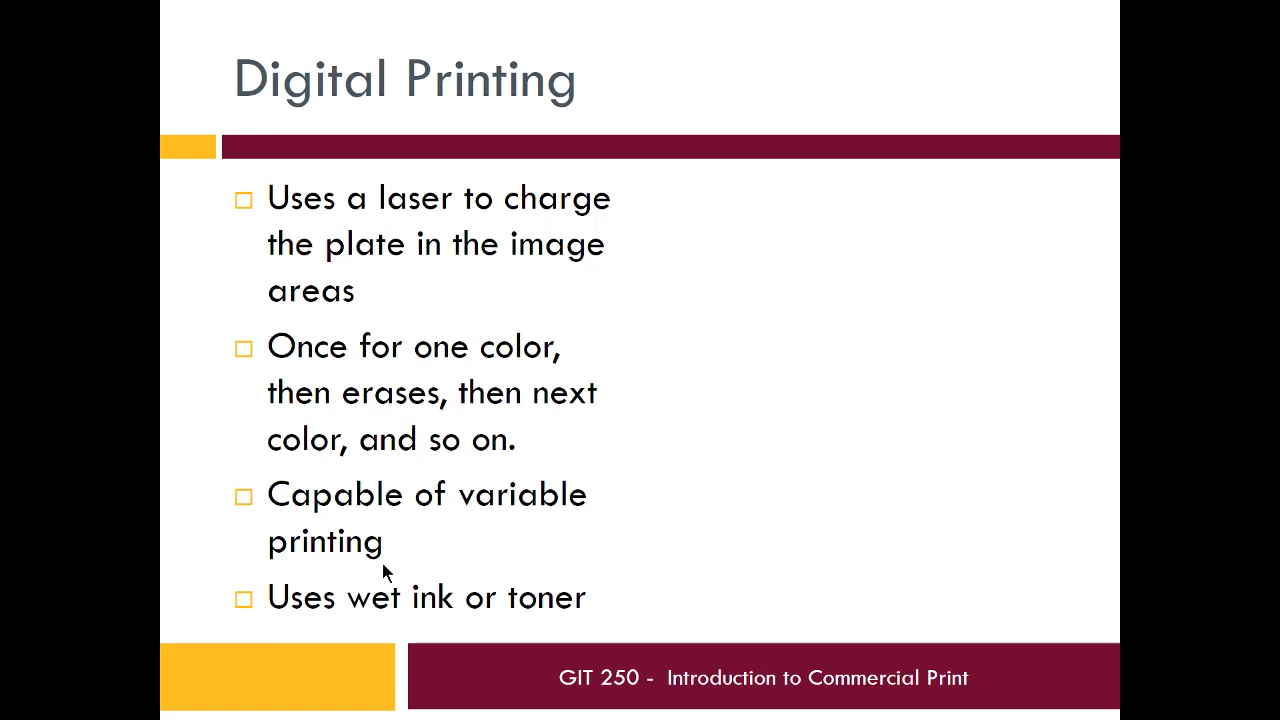 Digital Printing
Uses a laser to charge
the plate in the image
areas
Once for one color,
then erases, then next
color, and so on.
Capable of variable
printing
Uses wet ink or toner
GIT 250 - Introduction to Commercial Print